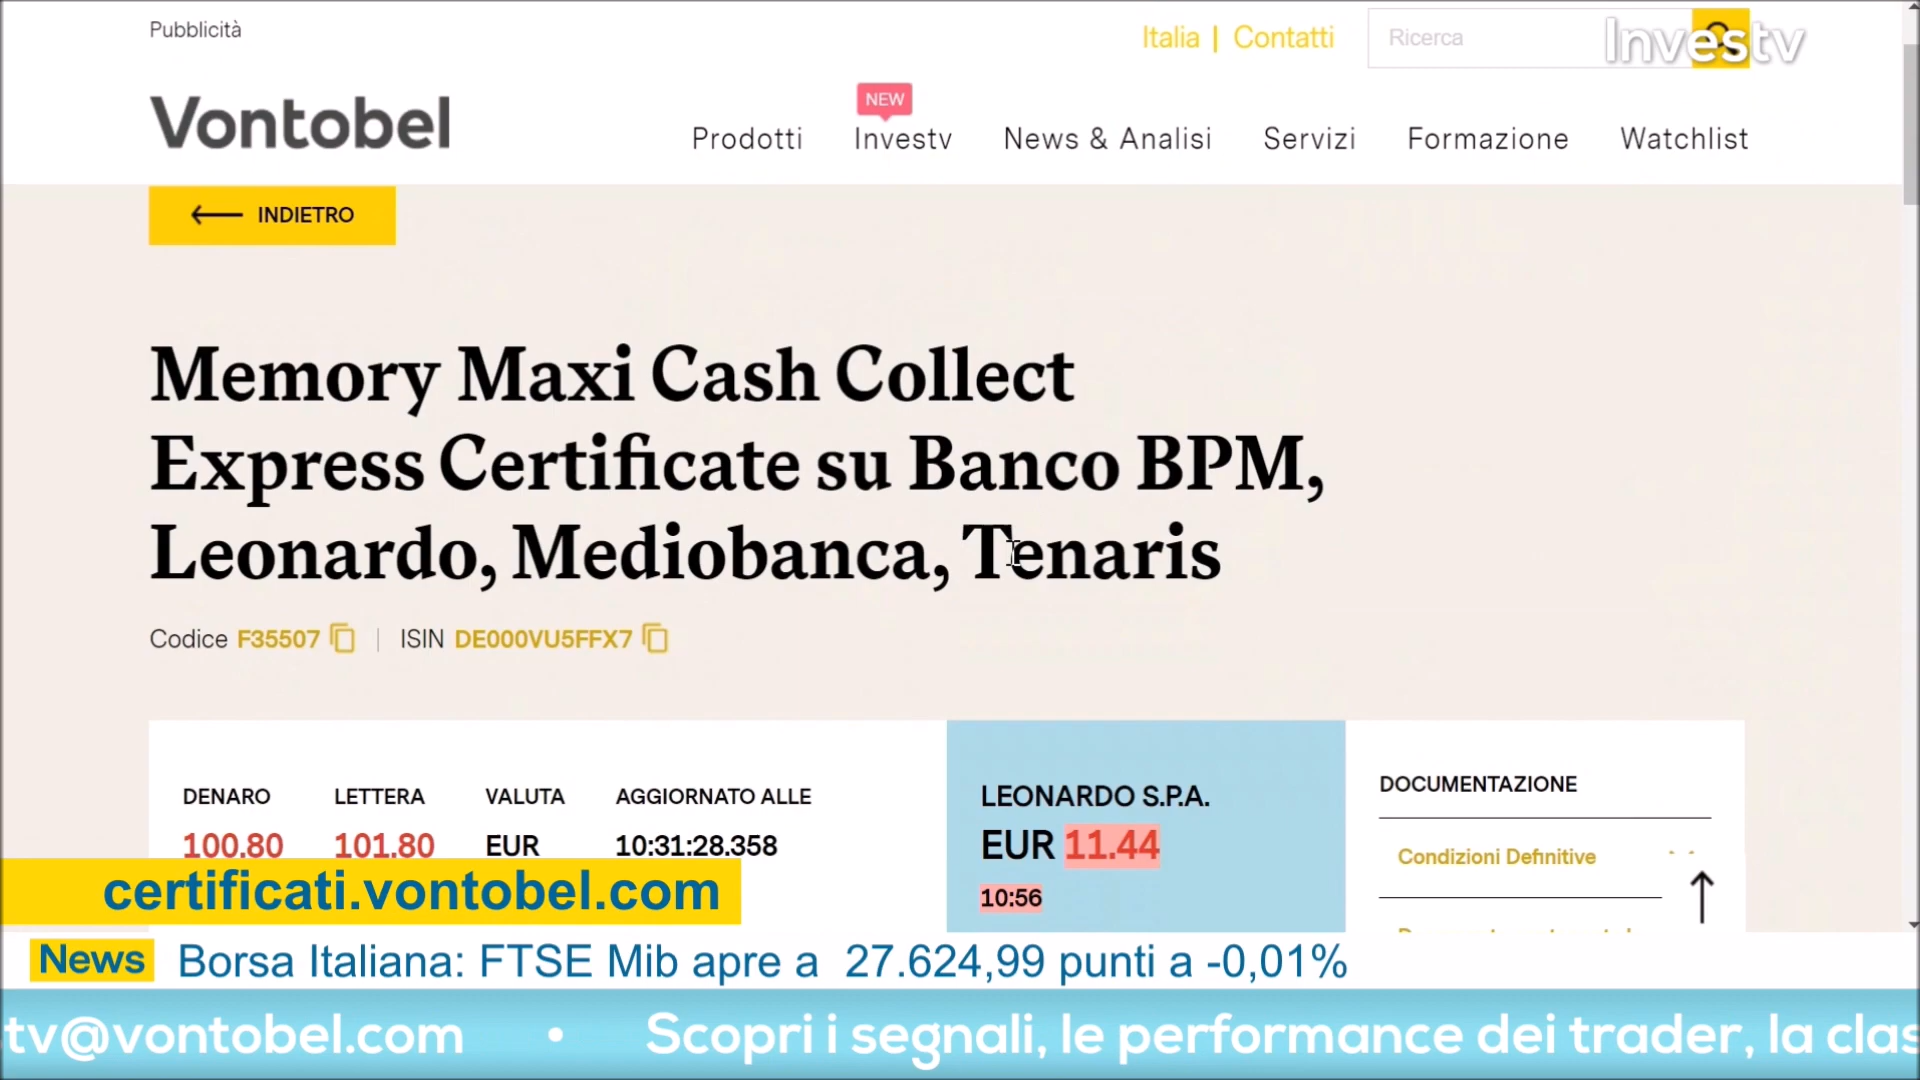 Pubblicità
Italia | Contatti
Ricerca
Investv
Vontobel
NEW
Prodotti
Investv
News & Analisi
Servizi
Formazione
Watchlist
INDIETRO
Memory Maxi Cash Collect
Express Certificate su Banco BPM,
Leonardo, Mediobanca, Tenaris
Codice F35507 | ISIN DE000VU5FFX7
DENARO
LETTERA
VALUTA
AGGIORNATO ALLE
100.80
101.80
EUR
10:31:28.358
LEONARDO S.P.A.
EUR 11.44
10:56
DOCUMENTAZIONE
Condizioni Definitive
certificati.vontobel.com
News
Borsa Italiana: FTSE Mib apre a 27.624,99 punti a -0,01%
tv@vontobel.com • Scopri i segnali, le performance dei trader, la clas